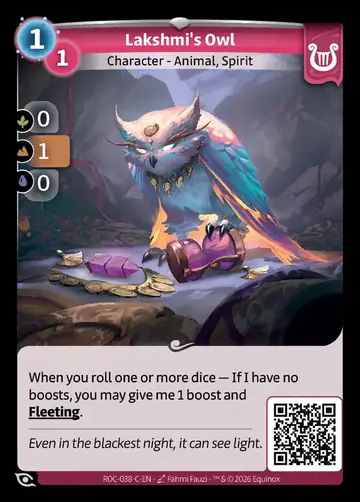 1
1
Lakshmi's Owl
Character - Animal, Spirit
0
1
0
When you roll one or more dice — If I have no
boosts, you may give me 1 boost and
Fleeting.
Even in the blackest night, it can see light.
ROC-038-C-EN - Fahmi Fauzi - ™ & © 2026 Equinox